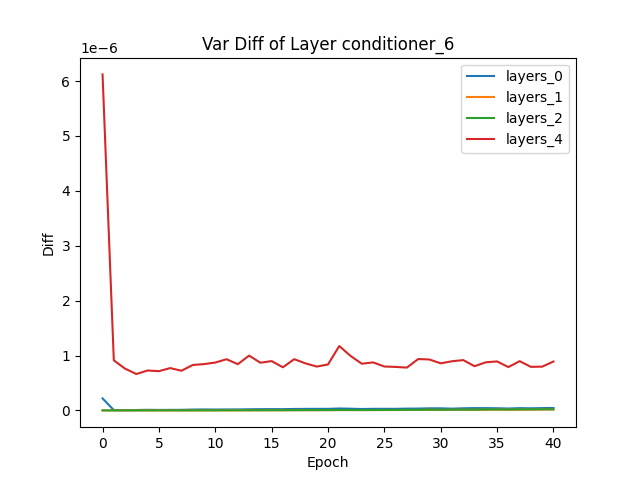 Var Diff of Layer conditioner_6
1e−6
layers_0
layers_1
layers_2
layers_4
6
5
4
3
2
1
0
Diff
0 5 10 15 20 25 30 35 40
Epoch